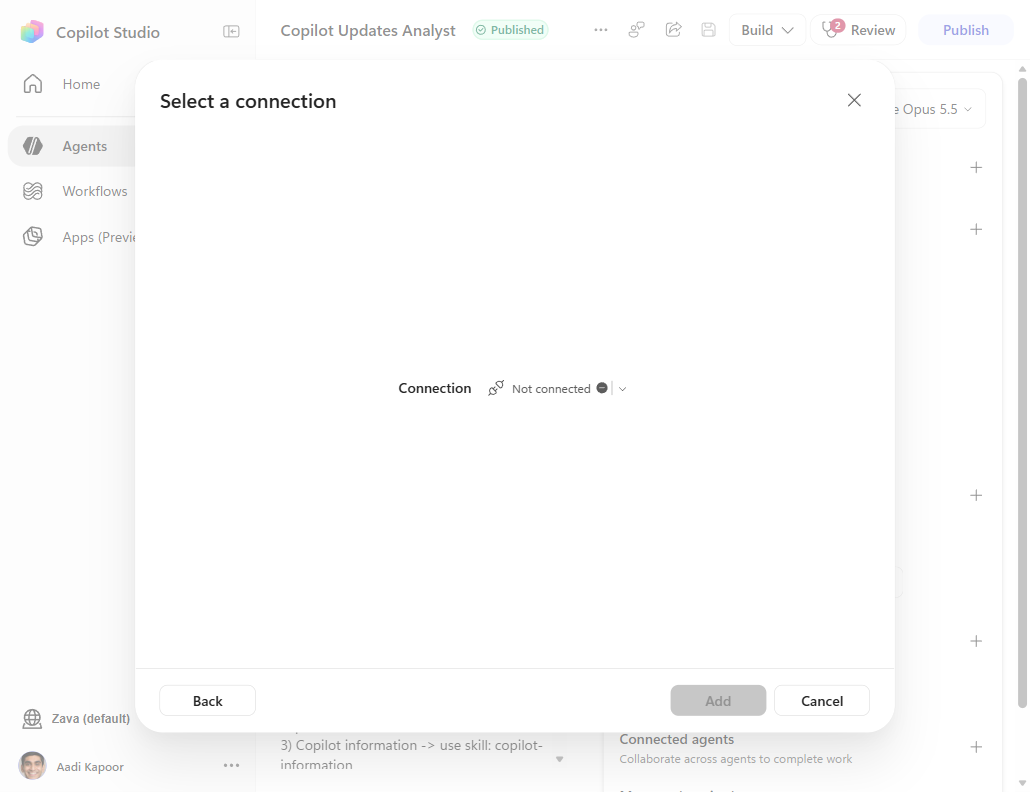 Copilot Studio
Copilot Updates Analyst
Published
Build
2
Review
Publish
Home
Agents
Workflows
Apps
Select a connection
Opus 5.5
Connection
Not connected
Back
Add
Cancel
Zava (default)
Aadi Kapoor
3) Copilot information -> use skill: copilot-
information
Connected agents
Collaborate across agents to complete work